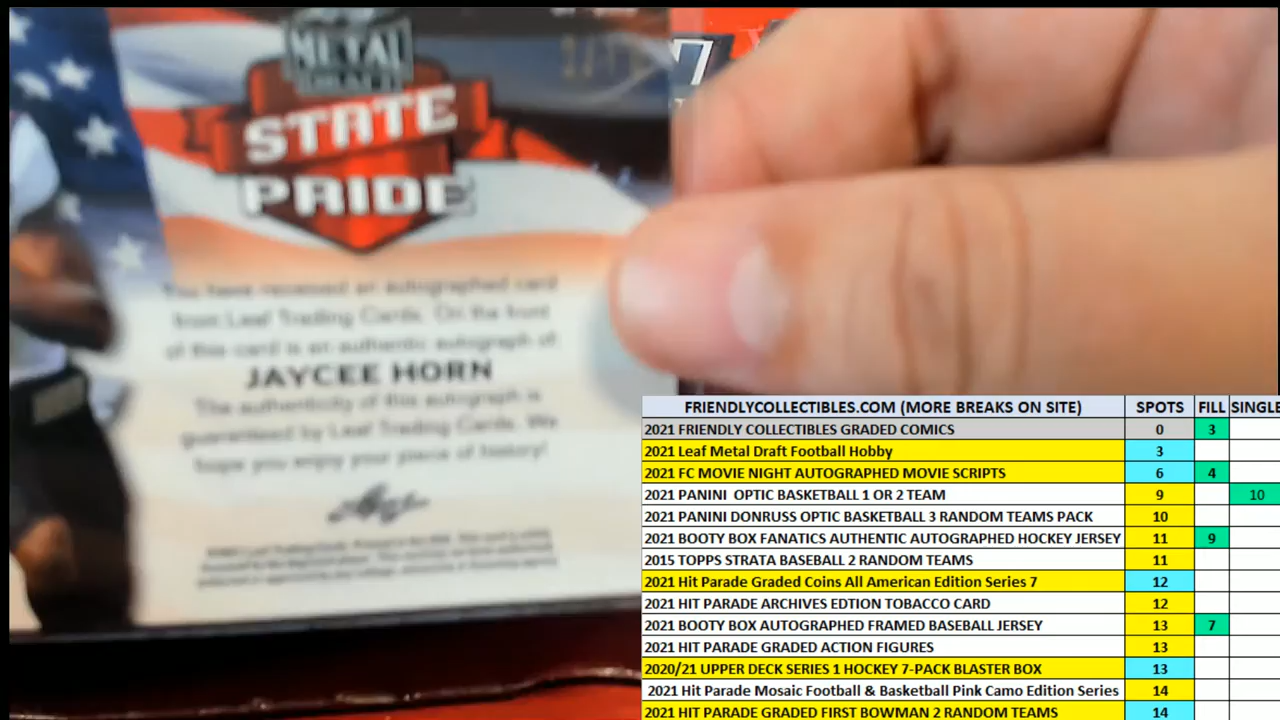 METAL
DRAFT
STATE
PRIDE
You have received an autographed card
from Leaf Trading Cards. On the front
of this card is an authentic autograph of
JAYCEE HORN
The authenticity of this autograph is
guaranteed by Leaf Trading Cards. We
hope you enjoy your piece of history!
FRIENDLYCOLLECTIBLES.COM (MORE BREAKS ON SITE) SPOTS FILL SINGLE
2021 FRIENDLY COLLECTIBLES GRADED COMICS 0 3
2021 Leaf Metal Draft Football Hobby 3
2021 FC MOVIE NIGHT AUTOGRAPHED MOVIE SCRIPTS 6 4
2021 PANINI OPTIC BASKETBALL 1 OR 2 TEAM 9 10
2021 PANINI DONRUSS OPTIC BASKETBALL 3 RANDOM TEAMS PACK 10
2021 BOOTY BOX FANATICS AUTHENTIC AUTOGRAPHED HOCKEY JERSEY 11 9
2015 TOPPS STRATA BASEBALL 2 RANDOM TEAMS 11
2021 Hit Parade Graded Coins All American Edition Series 7 12
2021 HIT PARADE ARCHIVES EDTION TOBACCO CARD 12
2021 BOOTY BOX AUTOGRAPHED FRAMED BASEBALL JERSEY 13 7
2021 HIT PARADE GRADED ACTION FIGURES 13
2020/21 UPPER DECK SERIES 1 HOCKEY 7-PACK BLASTER BOX 13
2021 Hit Parade Mosaic Football & Basketball Pink Camo Edition Series 14
2021 HIT PARADE GRADED FIRST BOWMAN 2 RANDOM TEAMS 14